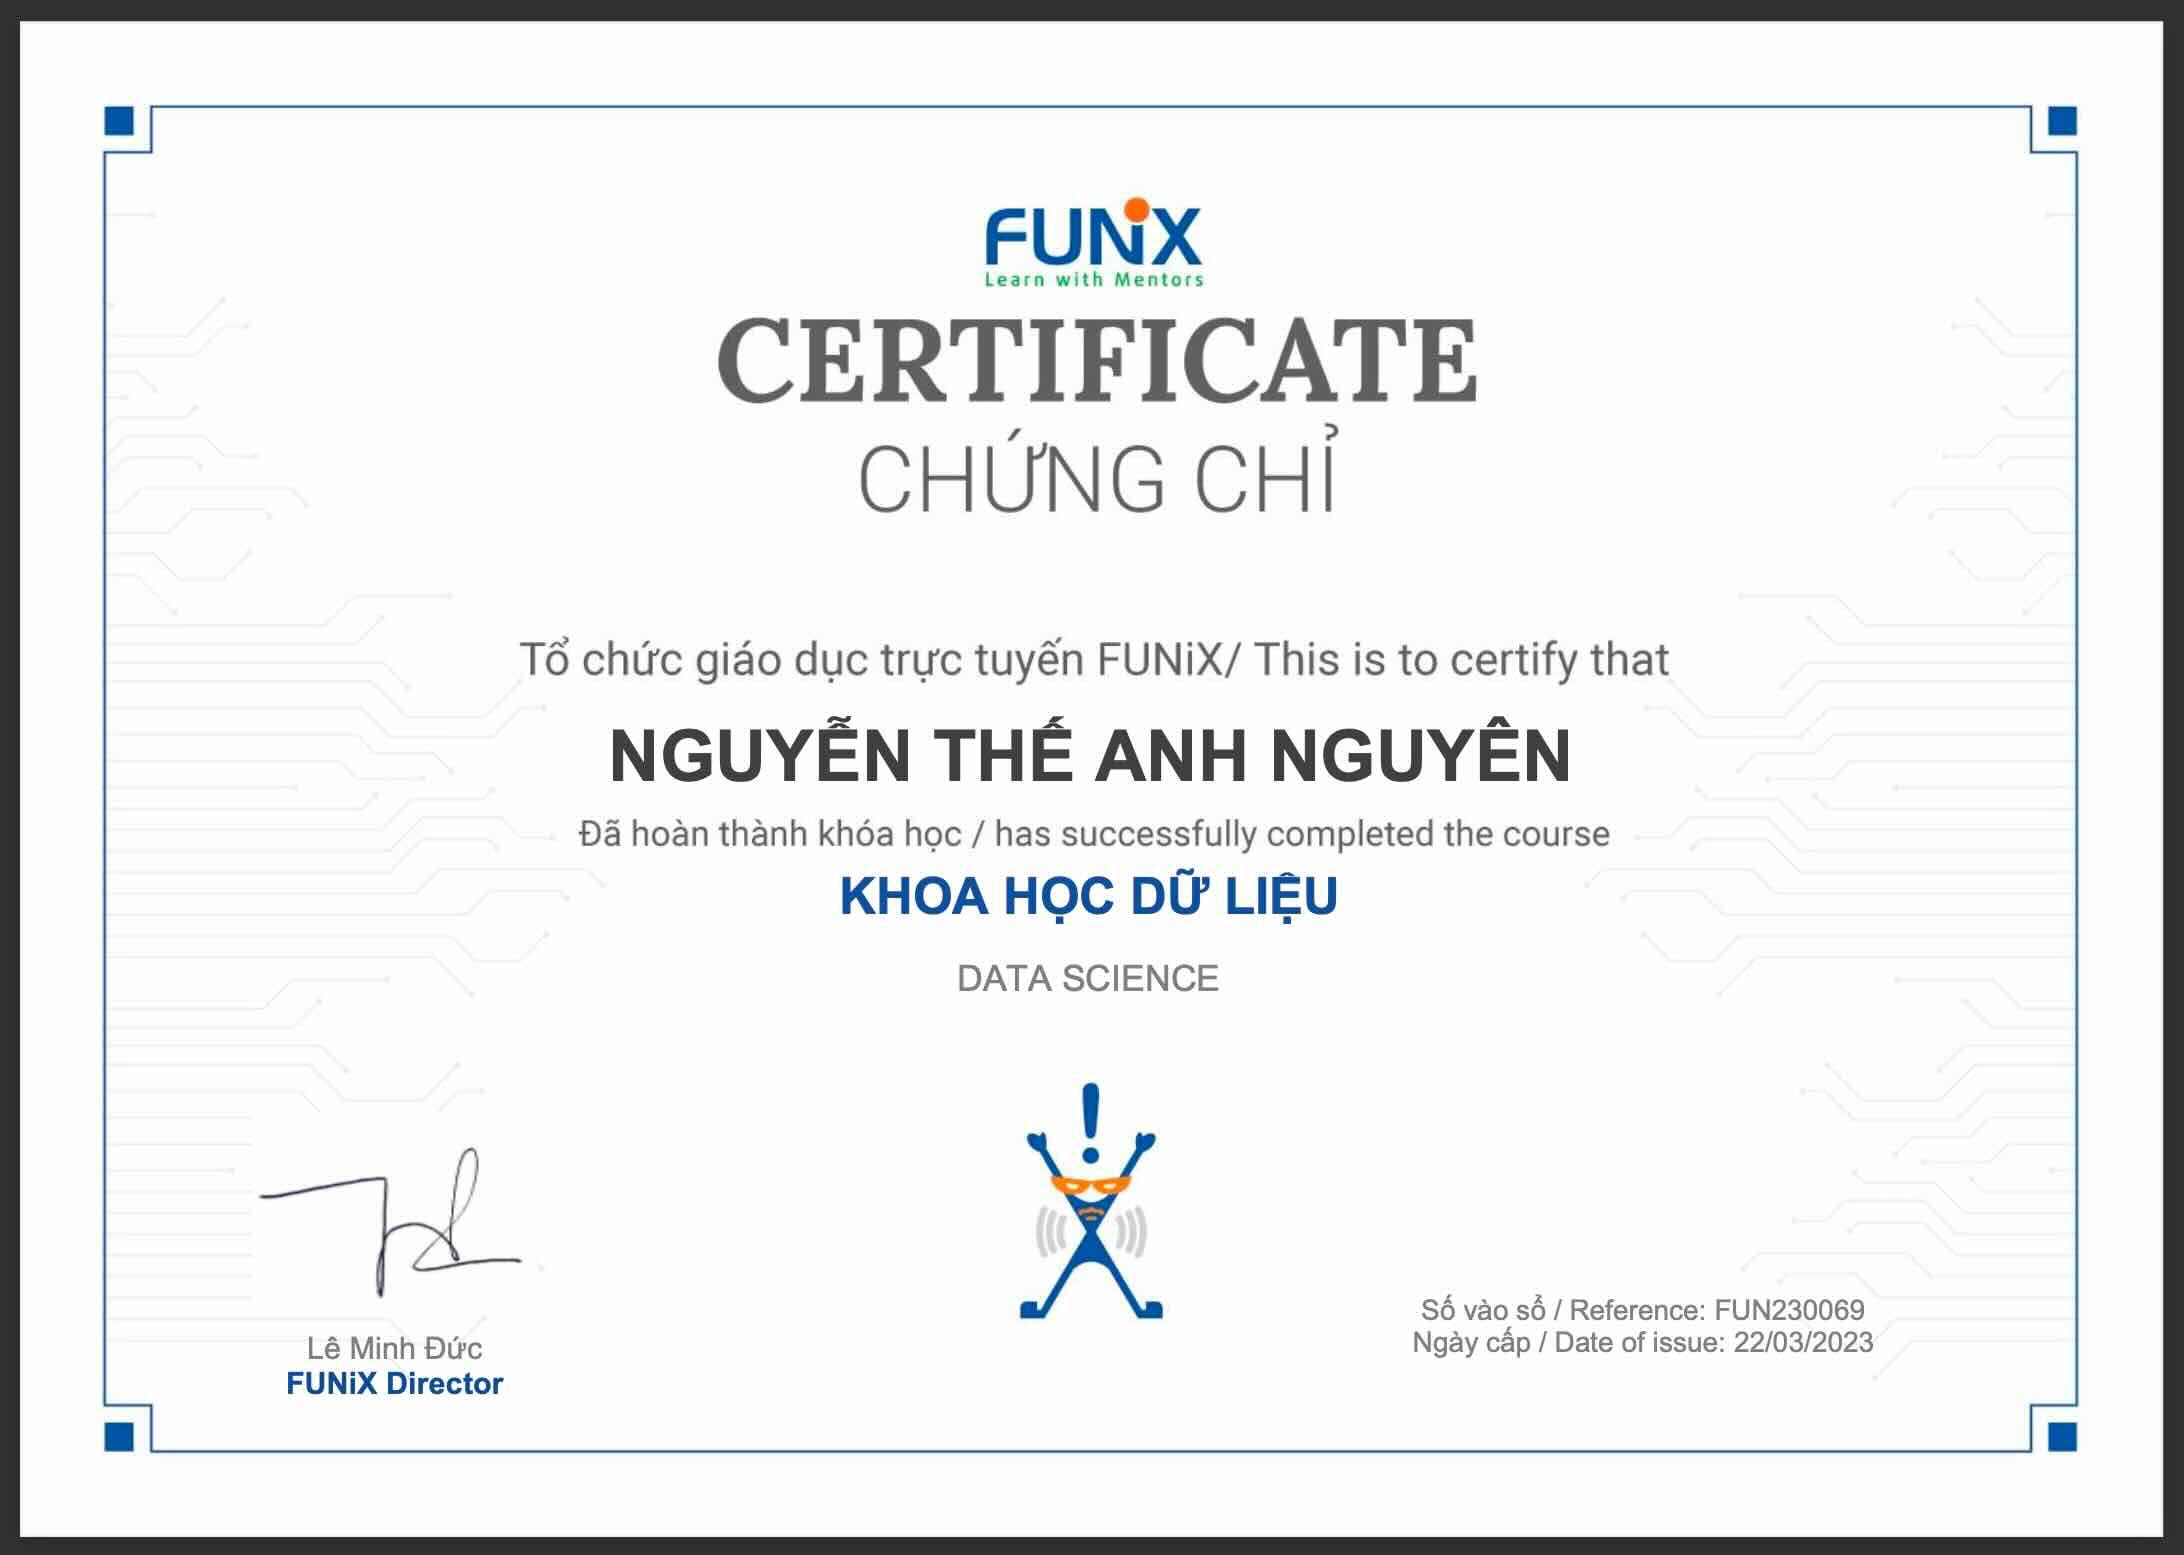 FUNiX
Learn with Mentors
CERTIFICATE
CHỨNG CHỈ
Tổ chức giáo dục trực tuyến FUNiX/ This is to certify that
NGUYỄN THẾ ANH NGUYÊN
Đã hoàn thành khóa học / has successfully completed the course
KHOA HỌC DỮ LIỆU
DATA SCIENCE
Số vào sổ / Reference: FUN230069
Ngày cấp / Date of issue: 22/03/2023
Lê Minh Đức
FUNiX Director